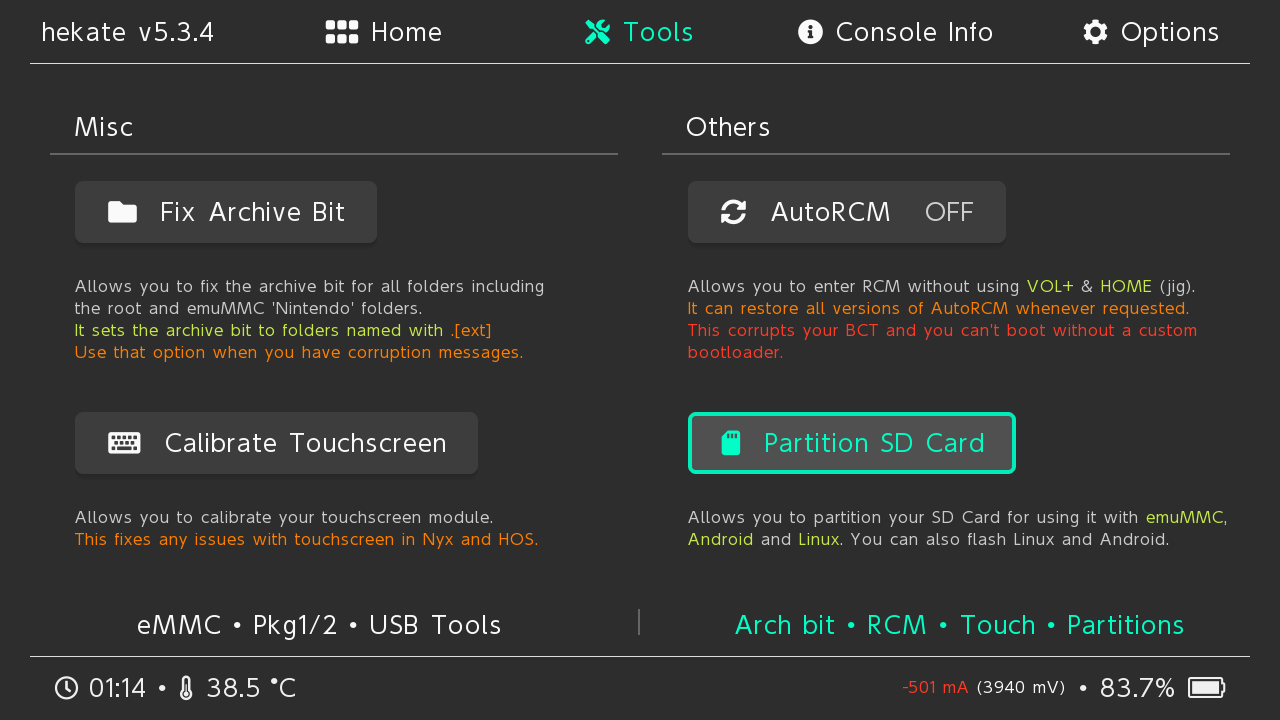 hekate v5.3.4 Home Tools Console Info Options
Misc
Fix Archive Bit
Allows you to fix the archive bit for all folders including
the root and emuMMC 'Nintendo' folders.
It sets the archive bit to folders named with .[ext]
Use that option when you have corruption messages.
Calibrate Touchscreen
Allows you to calibrate your touchscreen module.
This fixes any issues with touchscreen in Nyx and HOS.
Others
AutoRCM OFF
Allows you to enter RCM without using VOL+ & HOME (jig).
It can restore all versions of AutoRCM whenever requested.
This corrupts your BCT and you can't boot without a custom
bootloader.
Partition SD Card
Allows you to partition your SD Card for using it with emuMMC,
Android and Linux. You can also flash Linux and Android.
eMMC • Pkg1/2 • USB Tools
Arch bit • RCM • Touch • Partitions
01:14 • 38.5 °C
-501 mA (3940 mV) • 83.7%